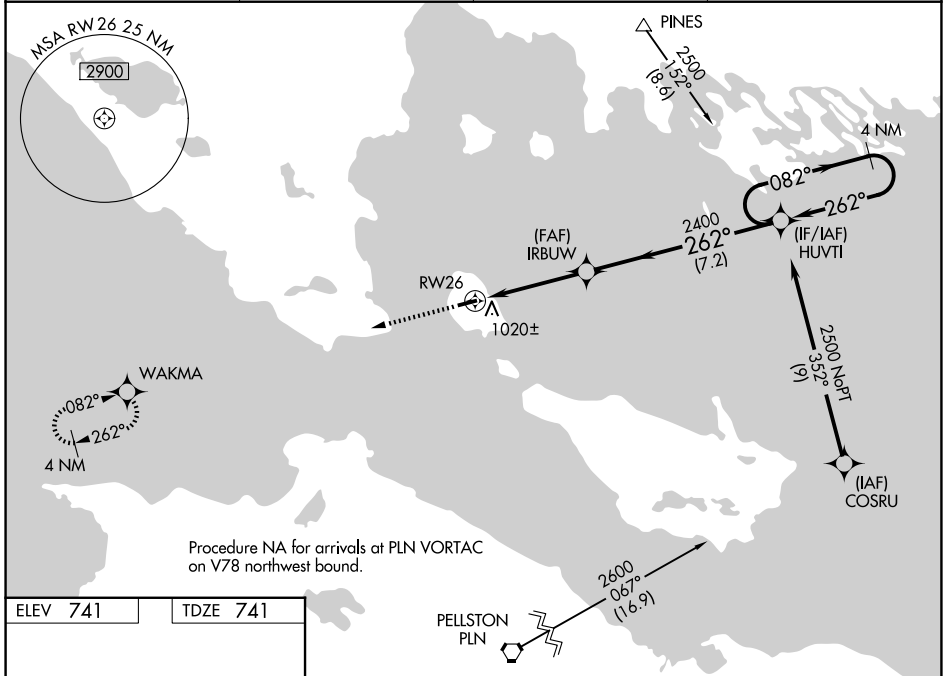 MSA RW26 25 NM
2900
PINES
2500
152°
(8.6)
4 NM
082°
262°
(IF/IAF)
HUVTI
2400
262°
(7.2)
(FAF)
IRBUW
RW26
1020±
2500 NoPT
352°
(9)
(IAF)
COSRU
WAKMA
082°
262°
4 NM
Procedure NA for arrivals at PLN VORTAC
on V78 northwest bound.
2600
067°
(16.9)
PELLSTON
PLN
ELEV 741
TDZE 741